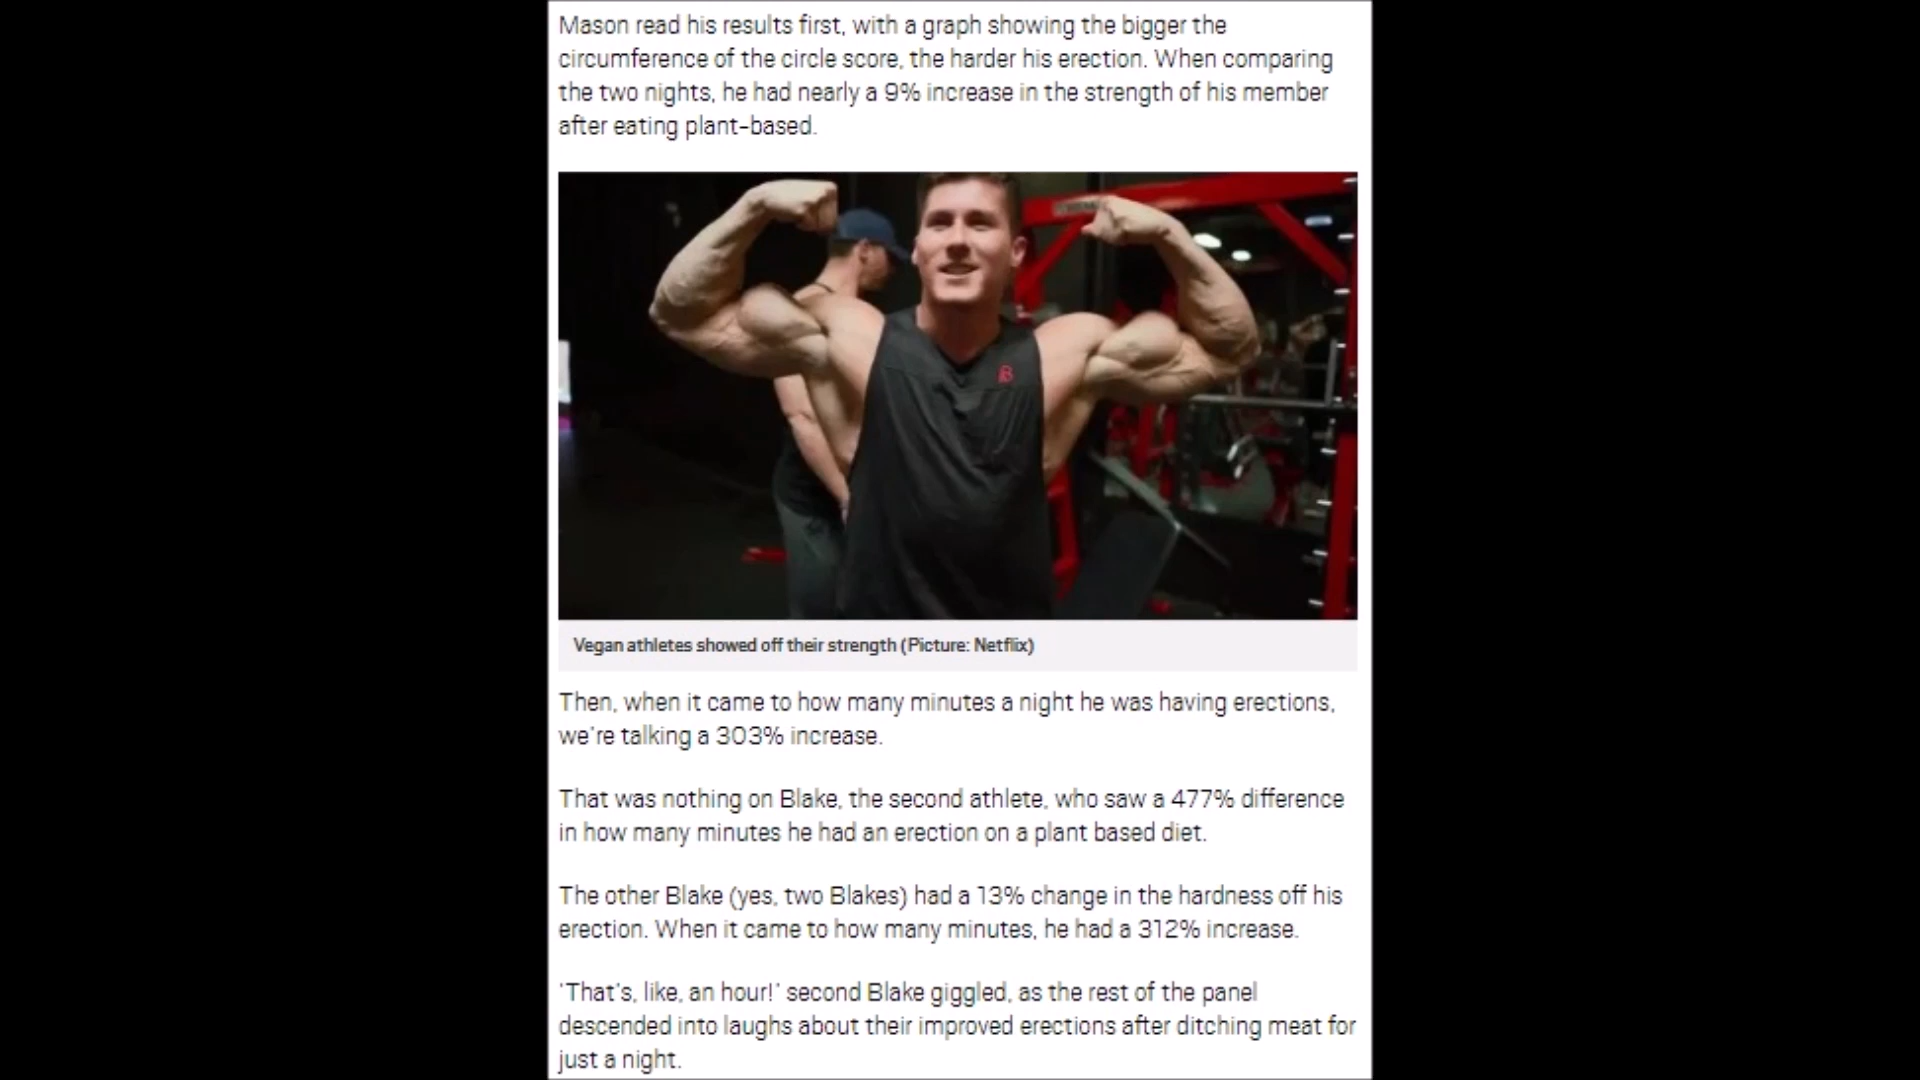 Mason read his results first, with a graph showing the bigger the
circumference of the circle score, the harder his erection. When comparing
the two nights, he had nearly a 9% increase in the strength of his member
after eating plant-based.
B
Vegan athletes showed off their strength (Picture: Netflix)
Then, when it came to how many minutes a night he was having erections,
we're talking a 303% increase.
That was nothing on Blake, the second athlete, who saw a 477% difference
in how many minutes he had an erection on a plant based diet.
The other Blake (yes, two Blakes) had a 13% change in the hardness off his
erection. When it came to how many minutes, he had a 312% increase.
'That's, like, an hour!' second Blake giggled, as the rest of the panel
descended into laughs about their improved erections after ditching meat for
just a night.